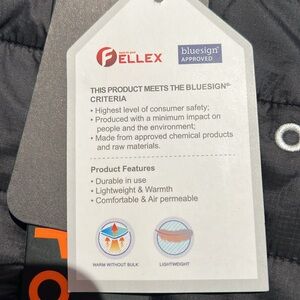 FELLEX
bluesign®
APPROVED
THIS PRODUCT MEETS THE BLUESIGN®
CRITERIA
• Highest level of consumer safety;
• Produced with a minimum impact on
people and the environment;
• Made from approved chemical products
and raw materials.
Product Features
• Durable in use
• Lightweight & Warmth
• Comfortable & Air permeable
WARM WITHOUT BULK
LIGHTWEIGHT